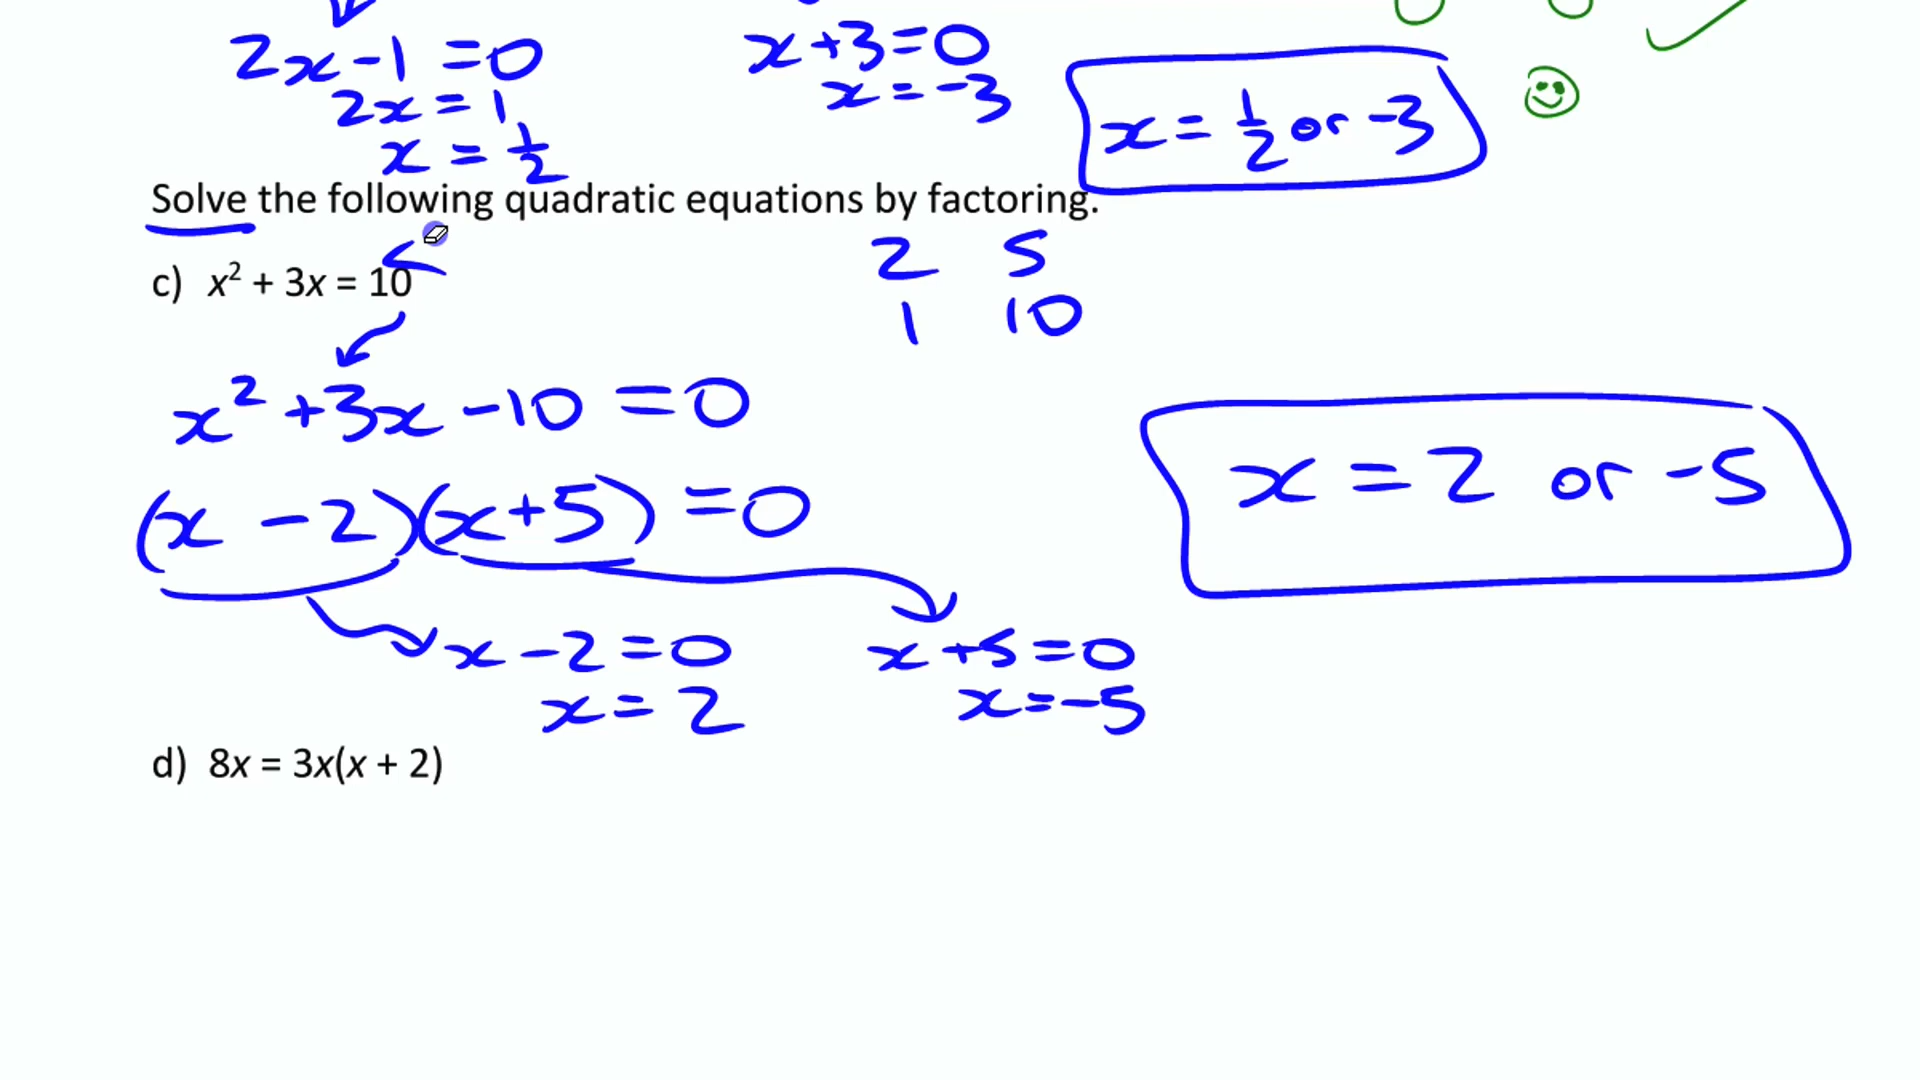 2x - 1 = 0
2x = 1
x = 1/2
x + 3 = 0
x = -3
x = 1/2 or -3
Solve the following quadratic equations by factoring.
c) x² + 3x = 10
2 5
1 10
x² + 3x - 10 = 0
(x - 2)(x + 5) = 0
x - 2 = 0
x = 2
x + 5 = 0
x = -5
x = 2 or -5
d) 8x = 3x(x + 2)